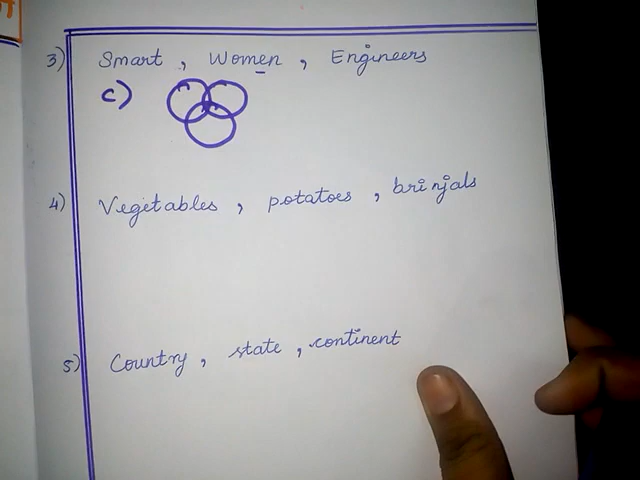 3) Smart , Women , Engineers
c)
4) Vegetables , potatoes , brinjals
5) Country , state , continent